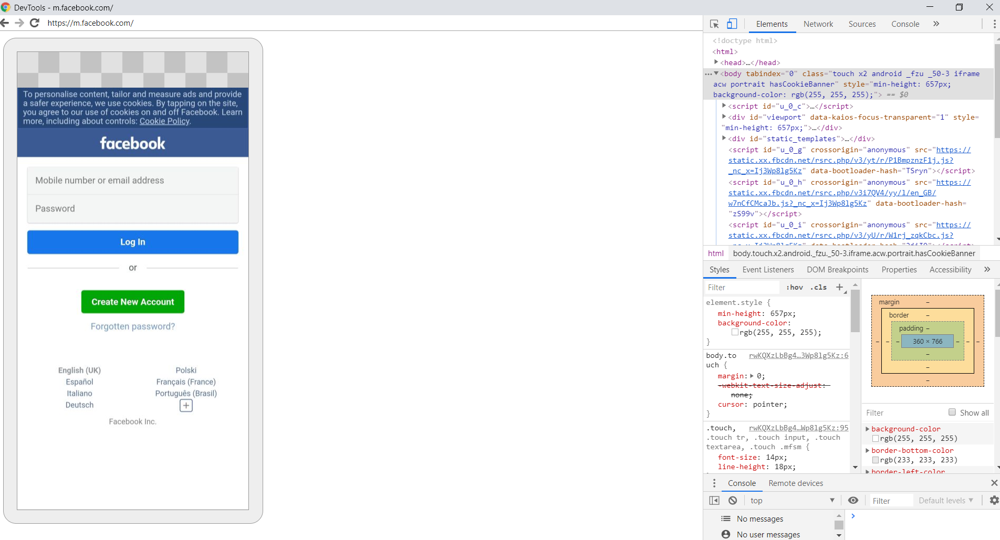 DevTools - m.facebook.com/
https://m.facebook.com/
To personalise content, tailor and measure ads and provide
a safer experience, we use cookies. By tapping on the site,
you agree to our use of cookies on and off Facebook. Learn
more, including about controls: Cookie Policy.
facebook
Mobile number or email address
Password
Log In
or
Create New Account
Forgotten password?
English (UK)
Polski
Español
Français (France)
Italiano
Português (Brasil)
Deutsch
Facebook Inc.
Elements Network Sources Console
<!doctype html>
<html>
<head>…</head>
<body tabindex="0" class="touch x2 android _fzu _50-3 iframe
acw portrait hasCookieBanner" style="min-height: 657px;
background-color: rgb(255, 255, 255);"> == $0
<script id="u_0_c">…</script>
<div id="viewport" data-kaios-focus-transparent="1" style=
"min-height: 657px;">…</div>
<div id="static_templates">…</div>
<script id="u_0_g" crossorigin="anonymous" src="https://
static.xx.fbcdn.net/rsrc.php/v3/yt/r/P1BmpznzF1j.js?
_nc_x=Ij3Wp8lg5Kz" data-bootloader-hash="TSryn"></script>
<script id="u_0_h" crossorigin="anonymous" src="https://
static.xx.fbcdn.net/rsrc.php/v3i7QV4/yy/l/en_GB/
w7nCfCMcaJb.js?_nc_x=Ij3Wp8lg5Kz" data-bootloader-hash=
"zS99v"></script>
<script id="u_0_i" crossorigin="anonymous" src="https://
static.xx.fbcdn.net/rsrc.php/v3/yU/r/W1rj_zqkCbc.js?
html body.touch.x2.android._fzu._50-3.iframe.acw.portrait.hasCookieBanner
Styles Event Listeners DOM Breakpoints Properties Accessibility
Filter :hov .cls +
element.style {
min-height: 657px;
background-color:
rgb(255, 255, 255);
}
body.to rwKQXzLbBg4…3Wp8lg5Kz:6
uch {
margin: 0;
-webkit-text-size-adjust:
none;
cursor: pointer;
}
.touch, rwKQXzLbBg4…Wp8lg5Kz:95
.touch tr, .touch input, .touch
textarea, .touch .mfsm {
font-size: 14px;
line-height: 18px;
margin –
border –
padding –
– – – 360 × 766 – – –
–
–
–
Filter Show all
background-color
rgb(255, 255, 255)
border-bottom-color
rgb(233, 233, 233)
border-left-color
Console Remote devices
top Filter Default levels
No messages
No user messages